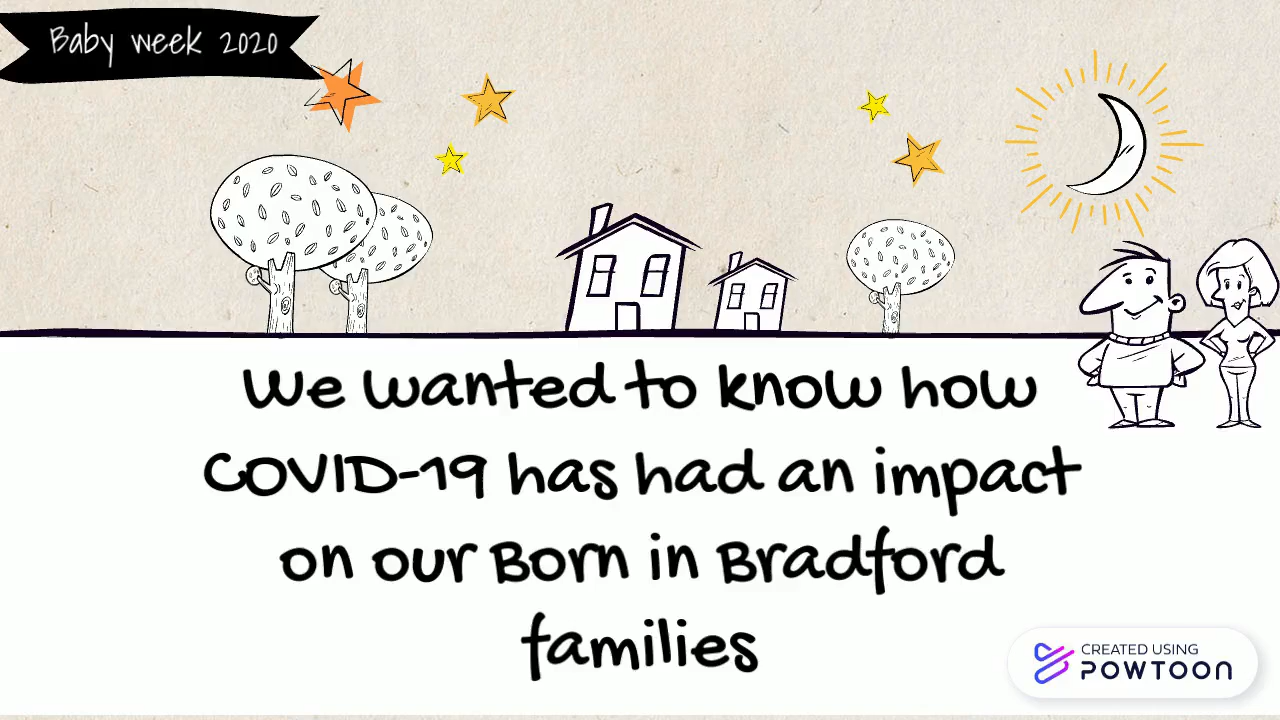 Baby week 2020
We wanted to know how
COVID-19 has had an impact
on our Born in Bradford
families
CREATED USING
POWTOON